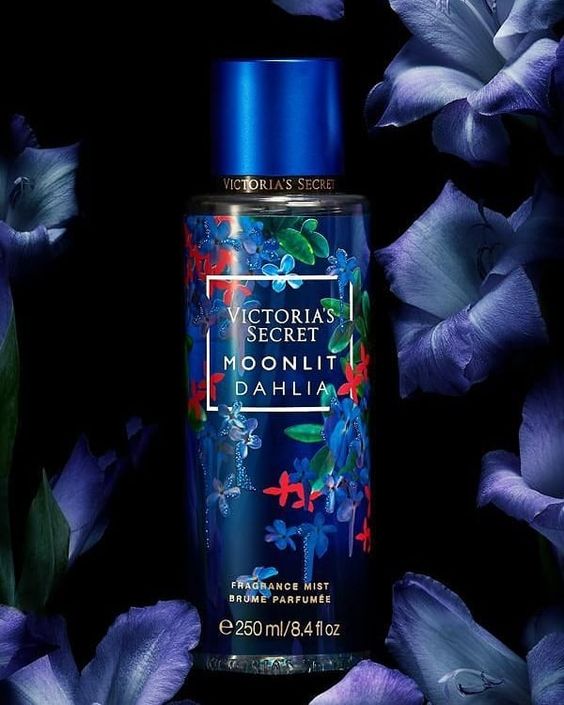 VICTORIA'S SECRET
VICTORIA'S
SECRET
MOONLIT
DAHLIA
FRAGRANCE MIST
BRUME PARFUMÉE
℮ 250 ml/8.4 fl oz